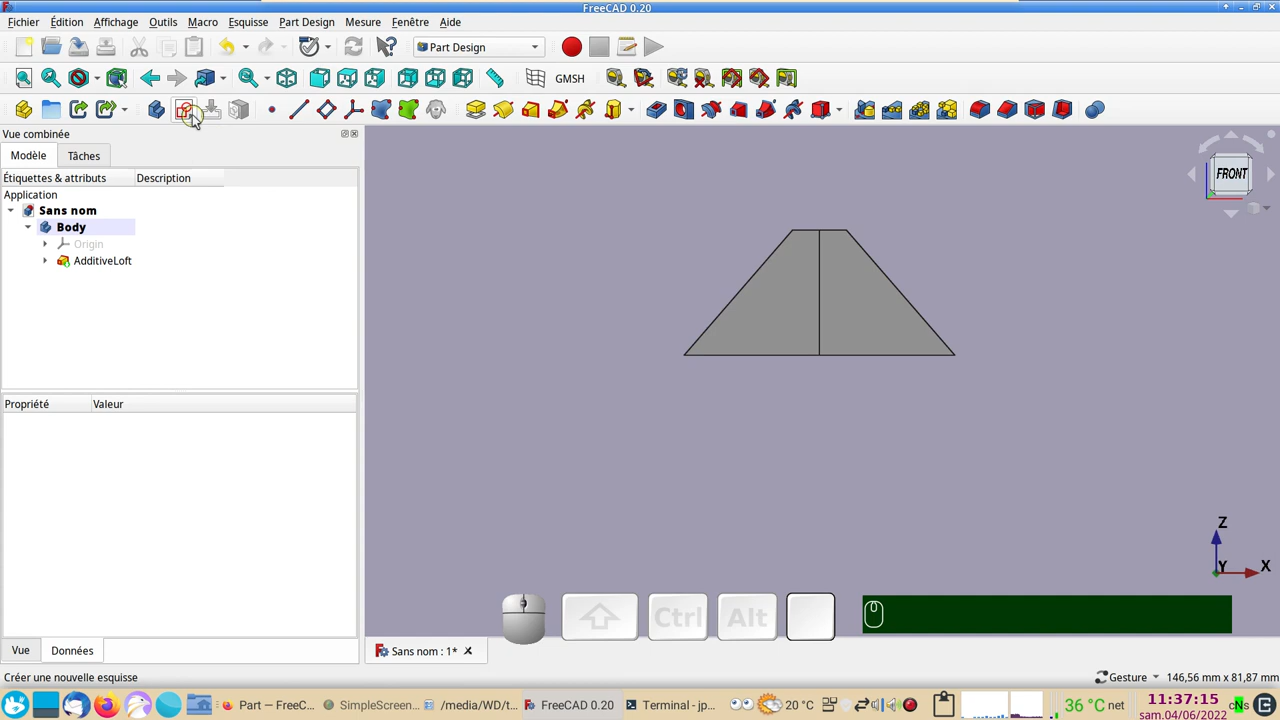 FreeCAD 0.20
Fichier Édition Affichage Outils Macro Esquisse Part Design Mesure Fenêtre Aide
Part Design
GMSH
Vue combinée
Modèle Tâches
Étiquettes & attributs Description
Application
Sans nom
Body
Origin
AdditiveLoft
FRONT
Propriété Valeur
Z
Y X
Ctrl Alt
Vue Données
Sans nom : 1*
Créer une nouvelle esquisse
Gesture 146,56 mm x 81,87 mm
Part — FreeC... SimpleScreen... /media/WD/t... FreeCAD 0.20 Terminal - jp... 20 °C 36 °C net 11:37:15
sam.04/06/2022